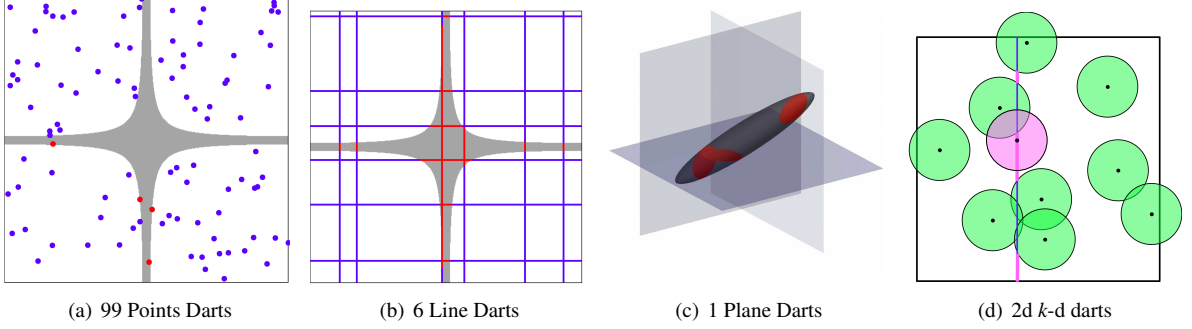 (a) 99 Points Darts
(b) 6 Line Darts
(c) 1 Plane Darts
(d) 2d k-d darts